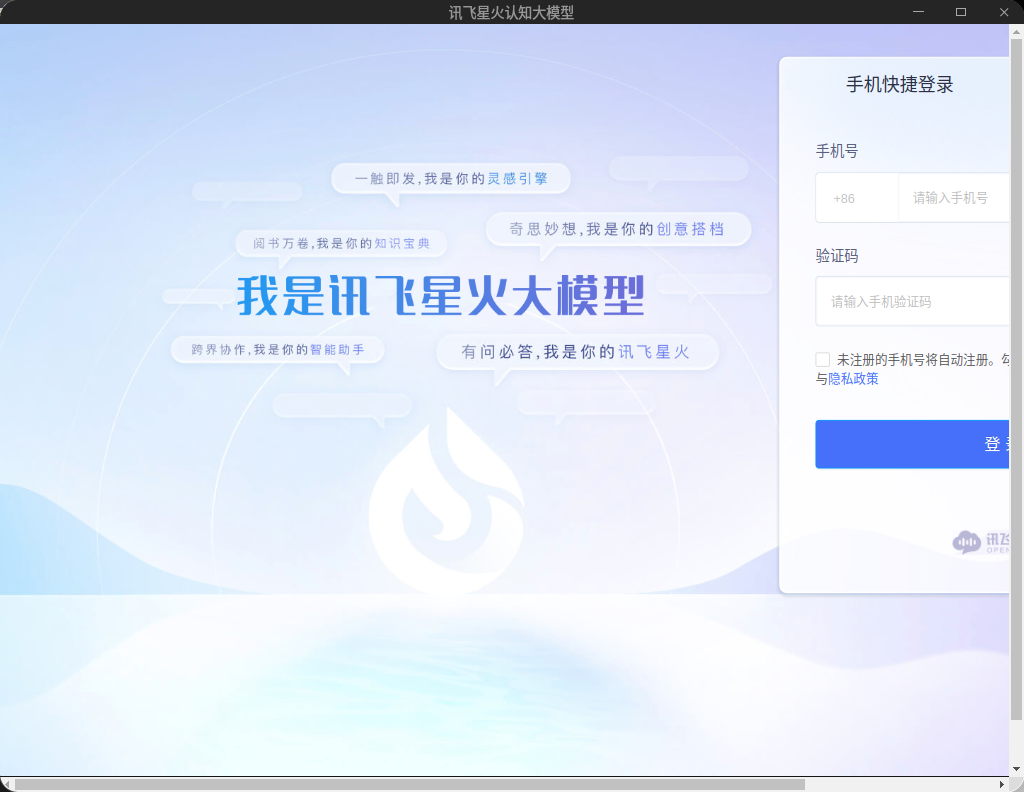 讯飞星火认知大模型
一触即发,我是你的灵感引擎
奇思妙想,我是你的创意搭档
阅书万卷,我是你的知识宝典
我是讯飞星火大模型
跨界协作,我是你的智能助手
有问必答,我是你的讯飞星火
手机快捷登录
手机号
+86 请输入手机号
验证码
请输入手机验证码
未注册的手机号将自动注册。勾
与隐私政策
登
讯飞
OPEN